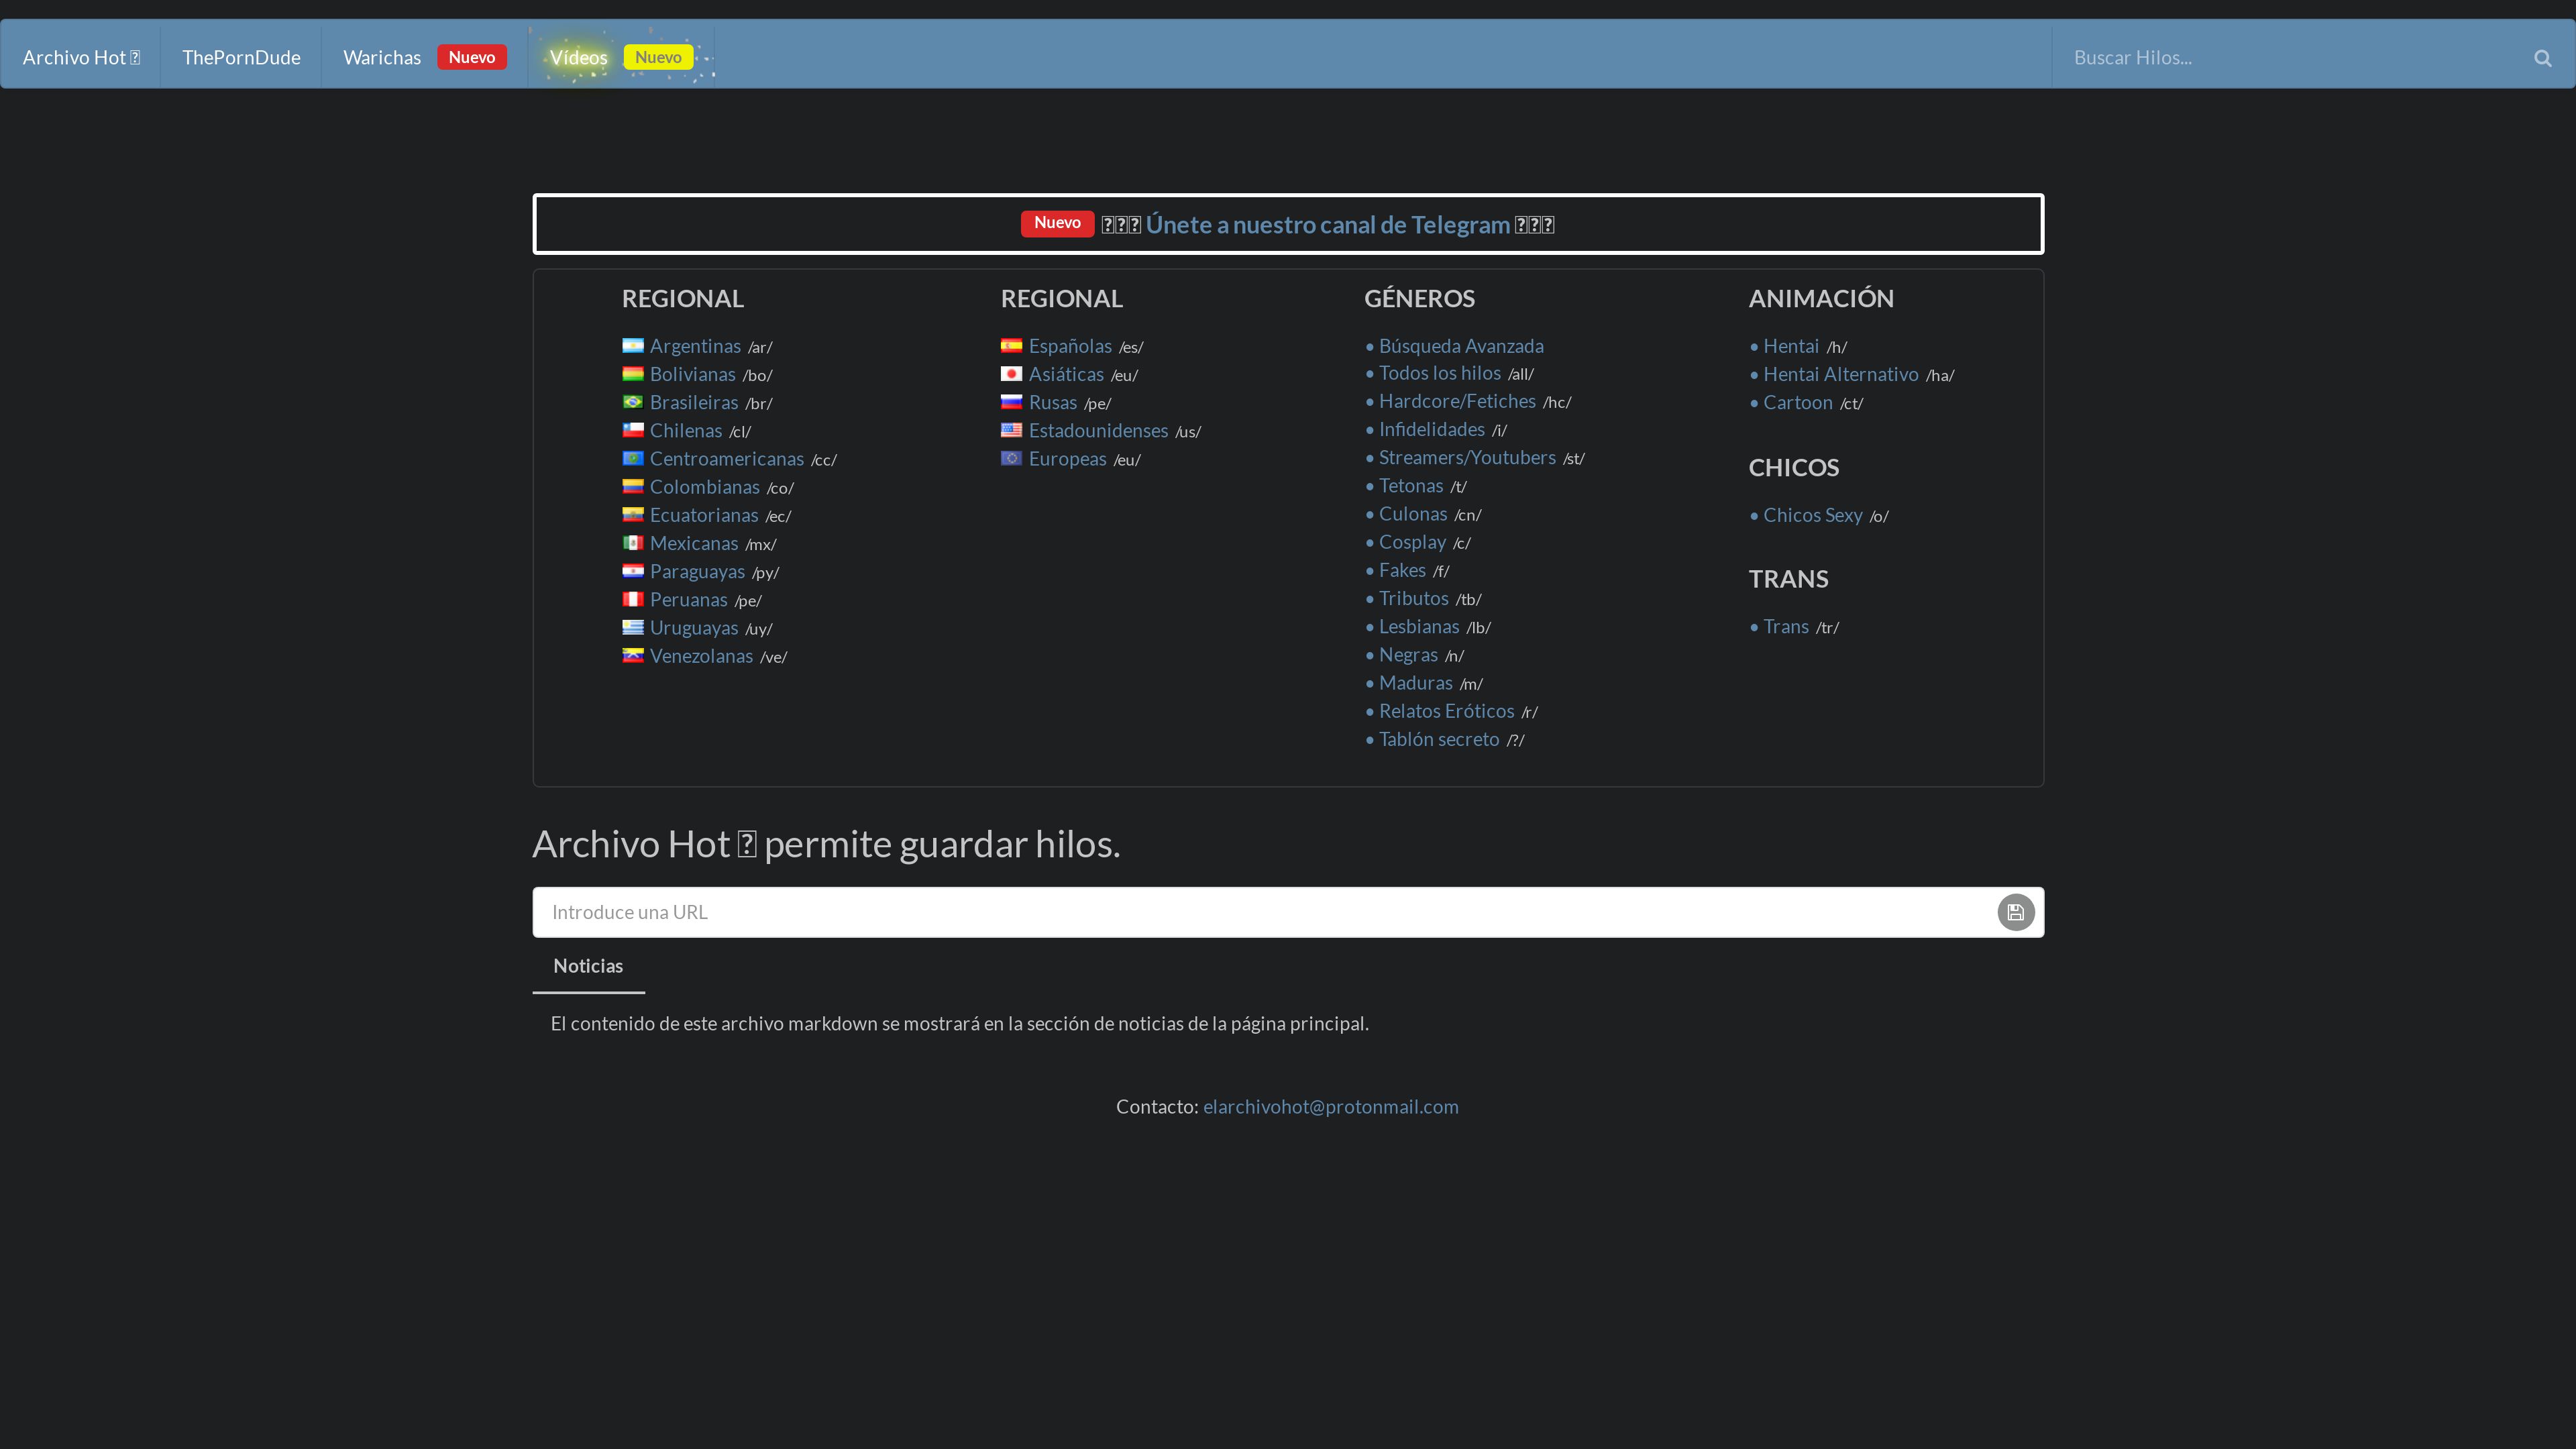 Archivo Hot
ThePornDude
Warichas Nuevo
Vídeos Nuevo
Buscar Hilos...
Nuevo Únete a nuestro canal de Telegram
REGIONAL
Argentinas /ar/
Bolivianas /bo/
Brasileiras /br/
Chilenas /cl/
Centroamericanas /cc/
Colombianas /co/
Ecuatorianas /ec/
Mexicanas /mx/
Paraguayas /py/
Peruanas /pe/
Uruguayas /uy/
Venezolanas /ve/
REGIONAL
Españolas /es/
Asiáticas /eu/
Rusas /pe/
Estadounidenses /us/
Europeas /eu/
GÉNEROS
• Búsqueda Avanzada
• Todos los hilos /all/
• Hardcore/Fetiches /hc/
• Infidelidades /i/
• Streamers/Youtubers /st/
• Tetonas /t/
• Culonas /cn/
• Cosplay /c/
• Fakes /f/
• Tributos /tb/
• Lesbianas /lb/
• Negras /n/
• Maduras /m/
• Relatos Eróticos /r/
• Tablón secreto /?/
ANIMACIÓN
• Hentai /h/
• Hentai Alternativo /ha/
• Cartoon /ct/
CHICOS
• Chicos Sexy /o/
TRANS
• Trans /tr/
Archivo Hot permite guardar hilos.
Introduce una URL
Noticias
El contenido de este archivo markdown se mostrará en la sección de noticias de la página principal.
Contacto: elarchivohot@protonmail.com